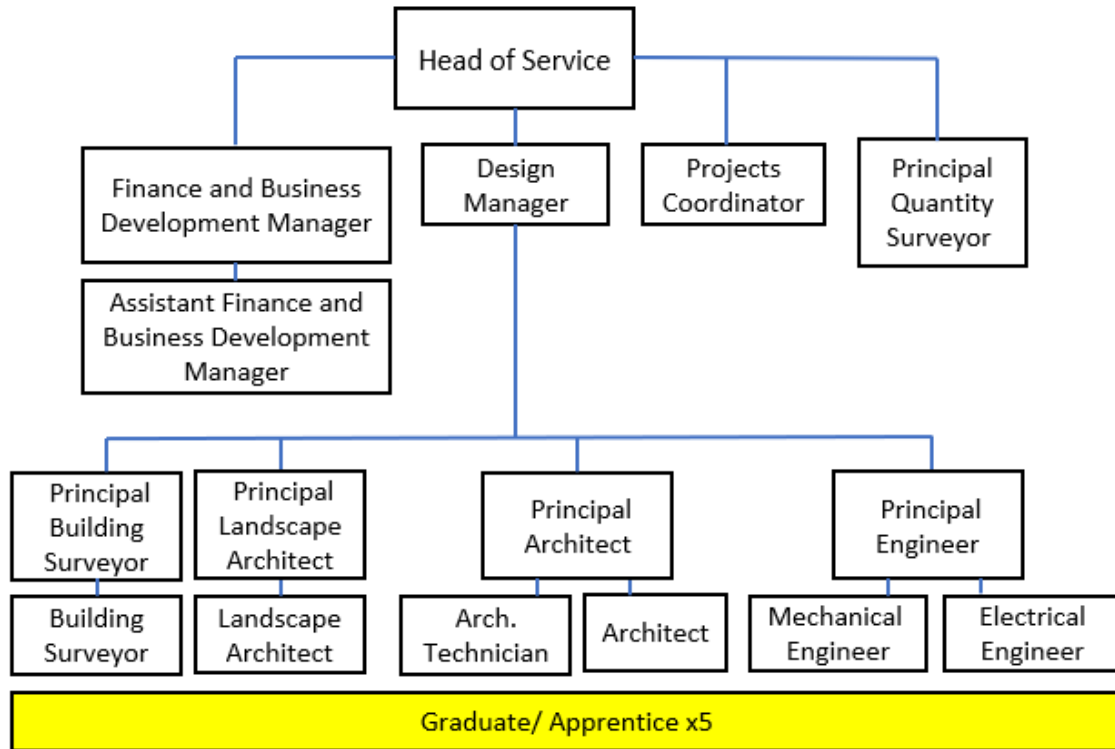 Head of Service
Finance and Business
Development Manager
Design
Manager
Projects
Coordinator
Principal
Quantity
Surveyor
Assistant Finance and
Business Development
Manager
Principal
Building
Surveyor
Principal
Landscape
Architect
Principal
Architect
Principal
Engineer
Building
Surveyor
Landscape
Architect
Arch.
Technician
Architect
Mechanical
Engineer
Electrical
Engineer
Graduate/ Apprentice x5